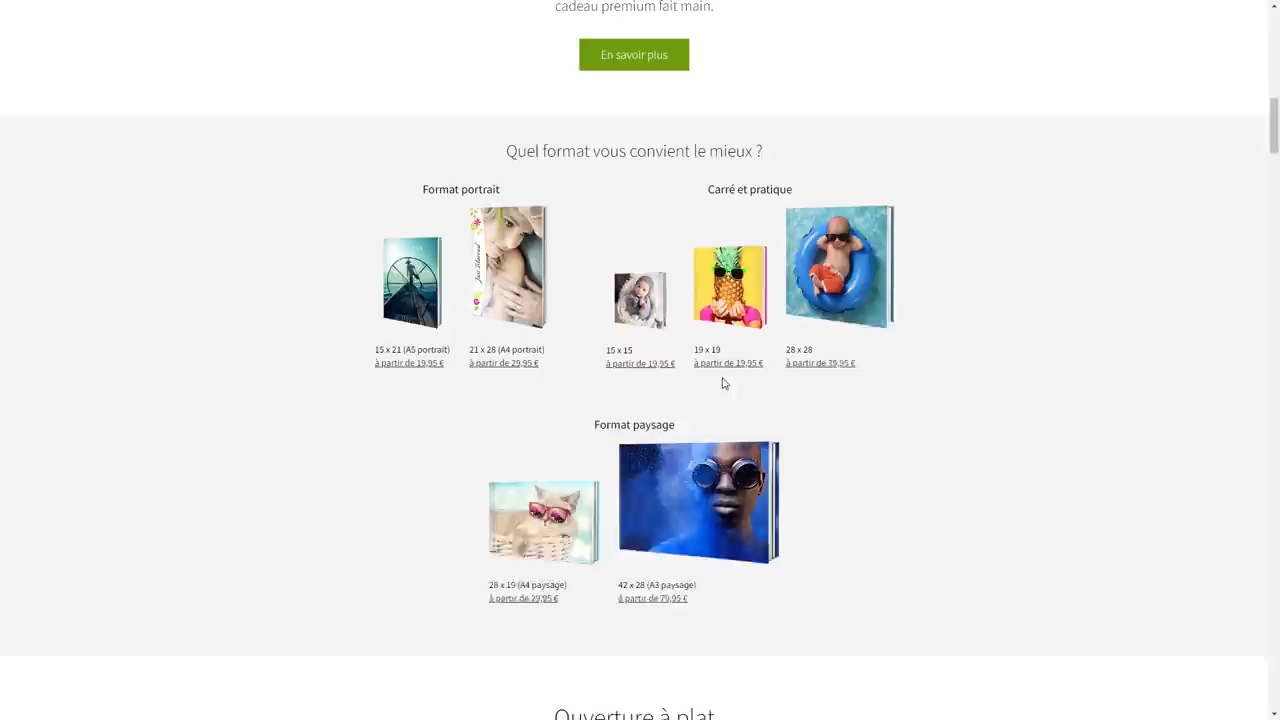 cadeau premium fait main.
En savoir plus
Quel format vous convient le mieux ?
Format portrait
Carré et pratique
Just Married
15 x 21 (A5 portrait)
à partir de 19,95 €
21 x 28 (A4 portrait)
à partir de 29,95 €
15 x 15
à partir de 19,95 €
19 x 19
à partir de 19,95 €
28 x 28
à partir de 39,95 €
Format paysage
28 x 19 (A4 paysage)
à partir de 29,95 €
42 x 28 (A3 paysage)
à partir de 79,95 €
Ouverture à plat